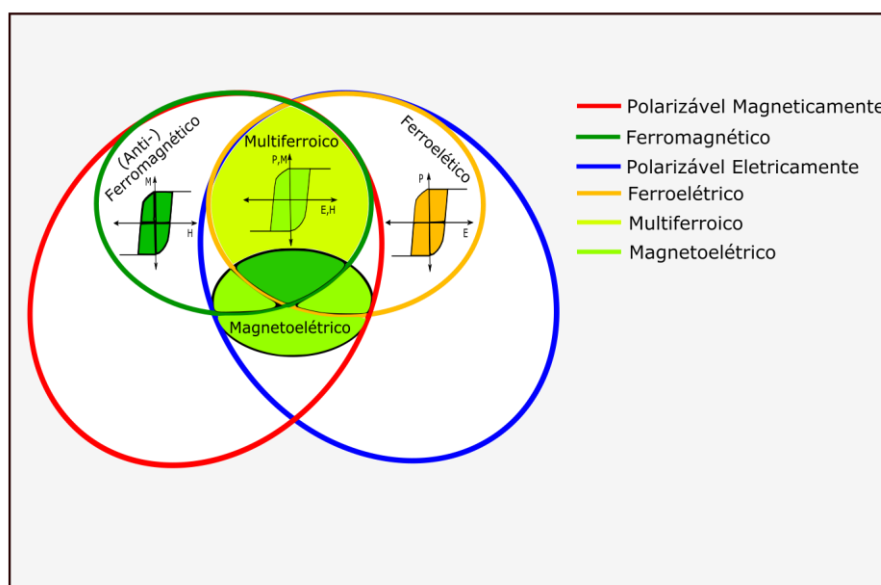 (Anti-)
Ferromagnético
M
H
Multiferroico
P,M
E,H
Ferroelético
P
E
Magnetoelétrico
Polarizável Magneticamente
Ferromagnético
Polarizável Eletricamente
Ferroelétrico
Multiferroico
Magnetoelétrico